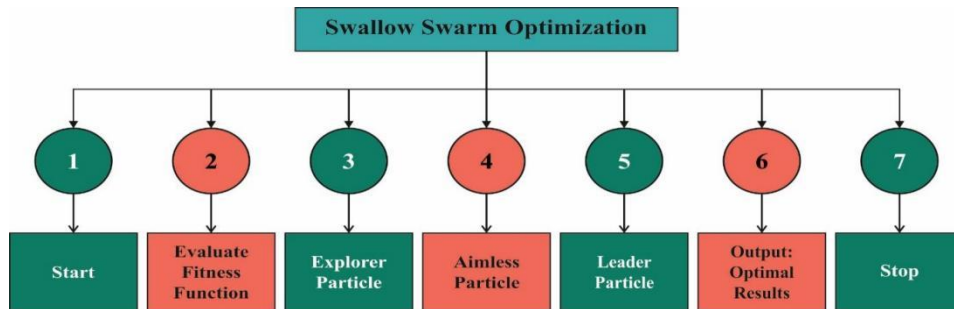 Swallow Swarm Optimization
1 2 3 4 5 6 7
Start
Evaluate
Fitness
Function
Explorer
Particle
Aimless
Particle
Leader
Particle
Output:
Optimal
Results
Stop